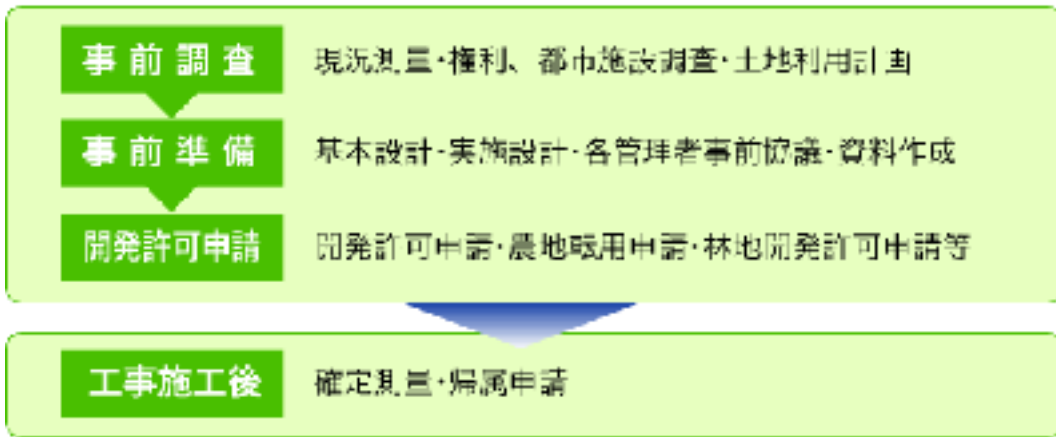 事前調査 現況測量・権利、都市施設調査・土地利用計画
事前準備 基本設計・実施設計・各管理者事前協議・資料作成
開発許可申請 開発許可申請・農地転用申請・林地開発許可申請等
工事施工後 確定測量・帰属申請